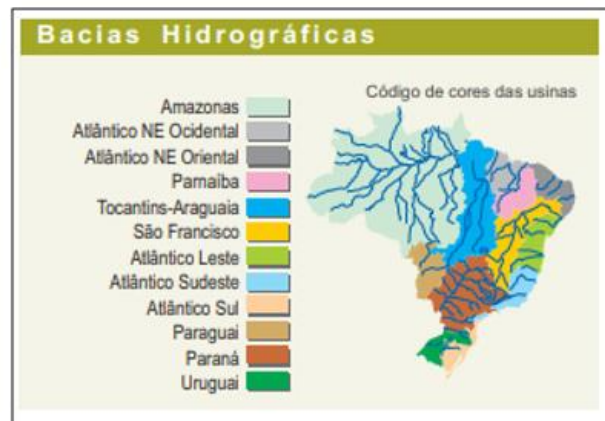 Bacias Hidrográficas
Código de cores das usinas
Amazonas
Atlântico NE Ocidental
Atlântico NE Oriental
Parnaíba
Tocantins-Araguaia
São Francisco
Atlântico Leste
Atlântico Sudeste
Atlântico Sul
Paraguai
Paraná
Uruguai